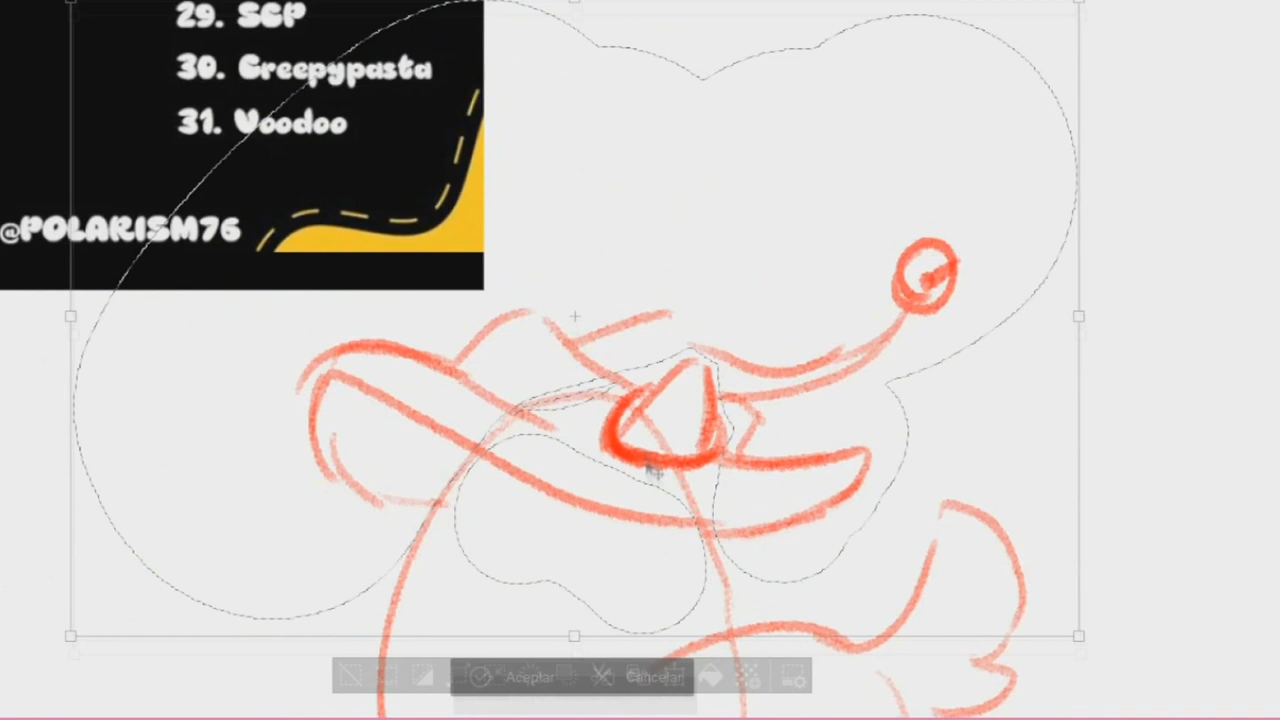 29. SCP
30. Creepypasta
31. Voodoo
@POLARISM76
Aceptar Cancelar